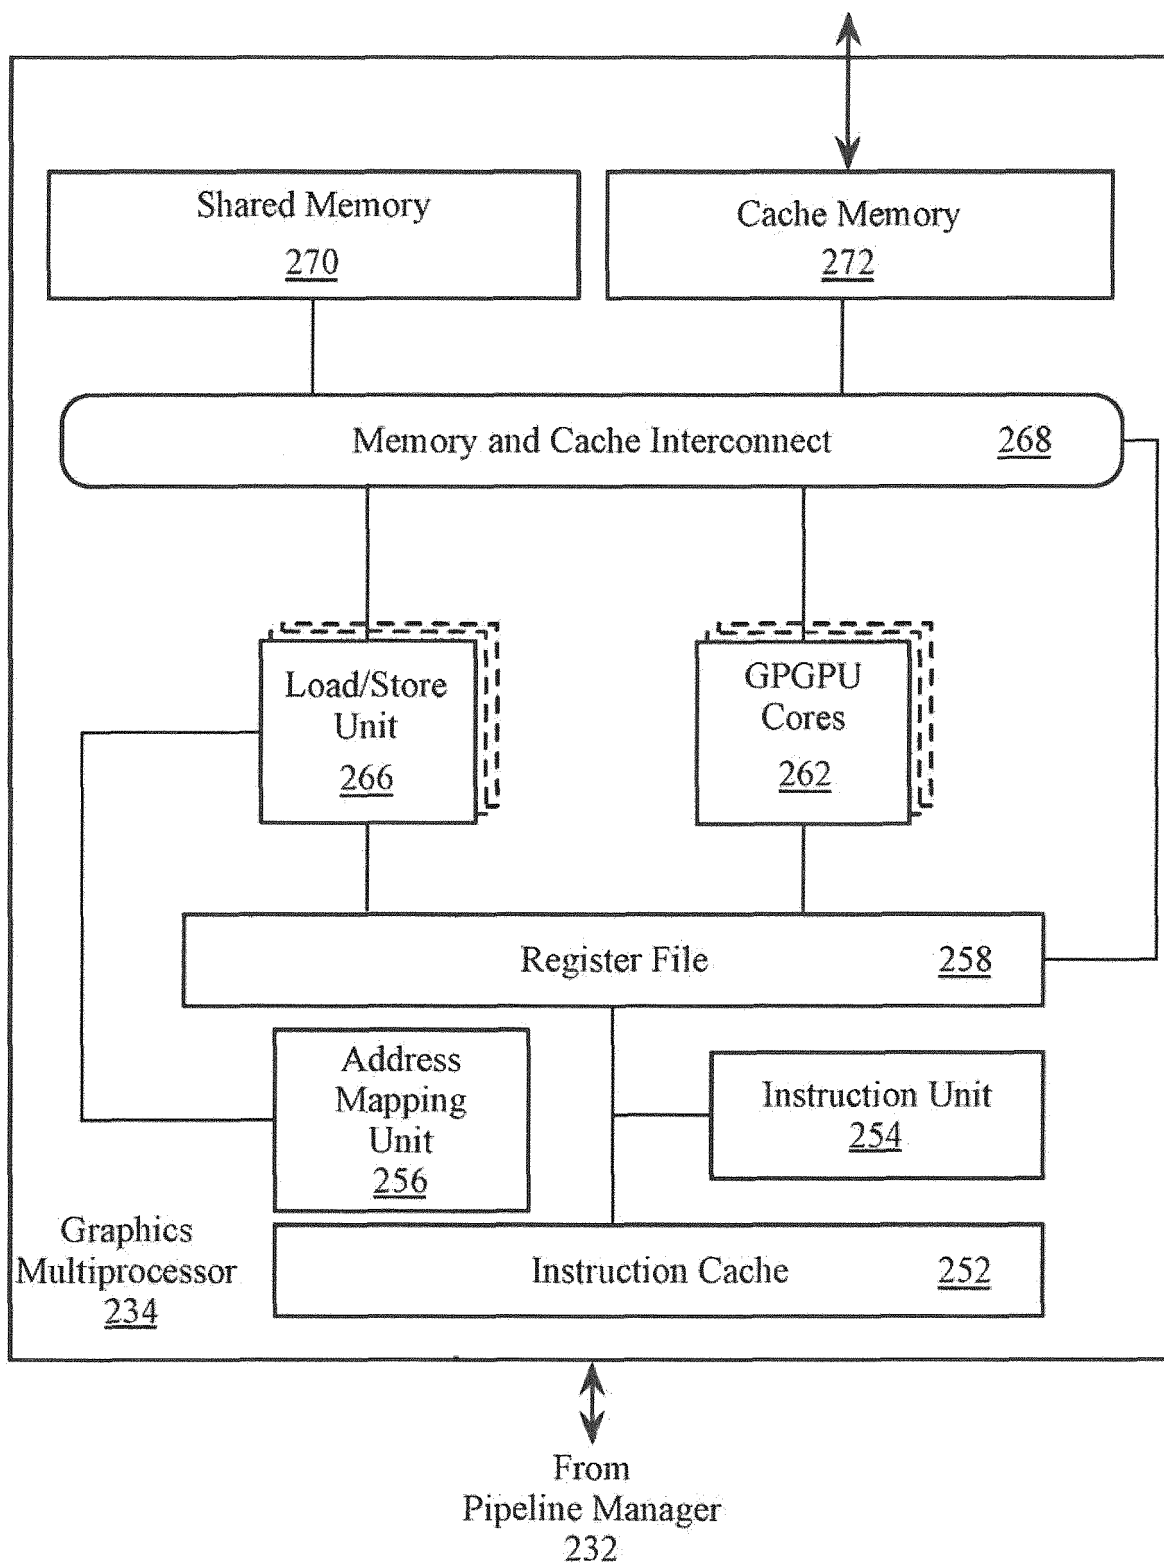 Shared Memory
270
Cache Memory
272
Memory and Cache Interconnect 268
Load/Store
Unit
266
GPGPU
Cores
262
Register File 258
Address
Mapping
Unit
256
Instruction Unit
254
Graphics
Multiprocessor
234
Instruction Cache 252
From
Pipeline Manager
232